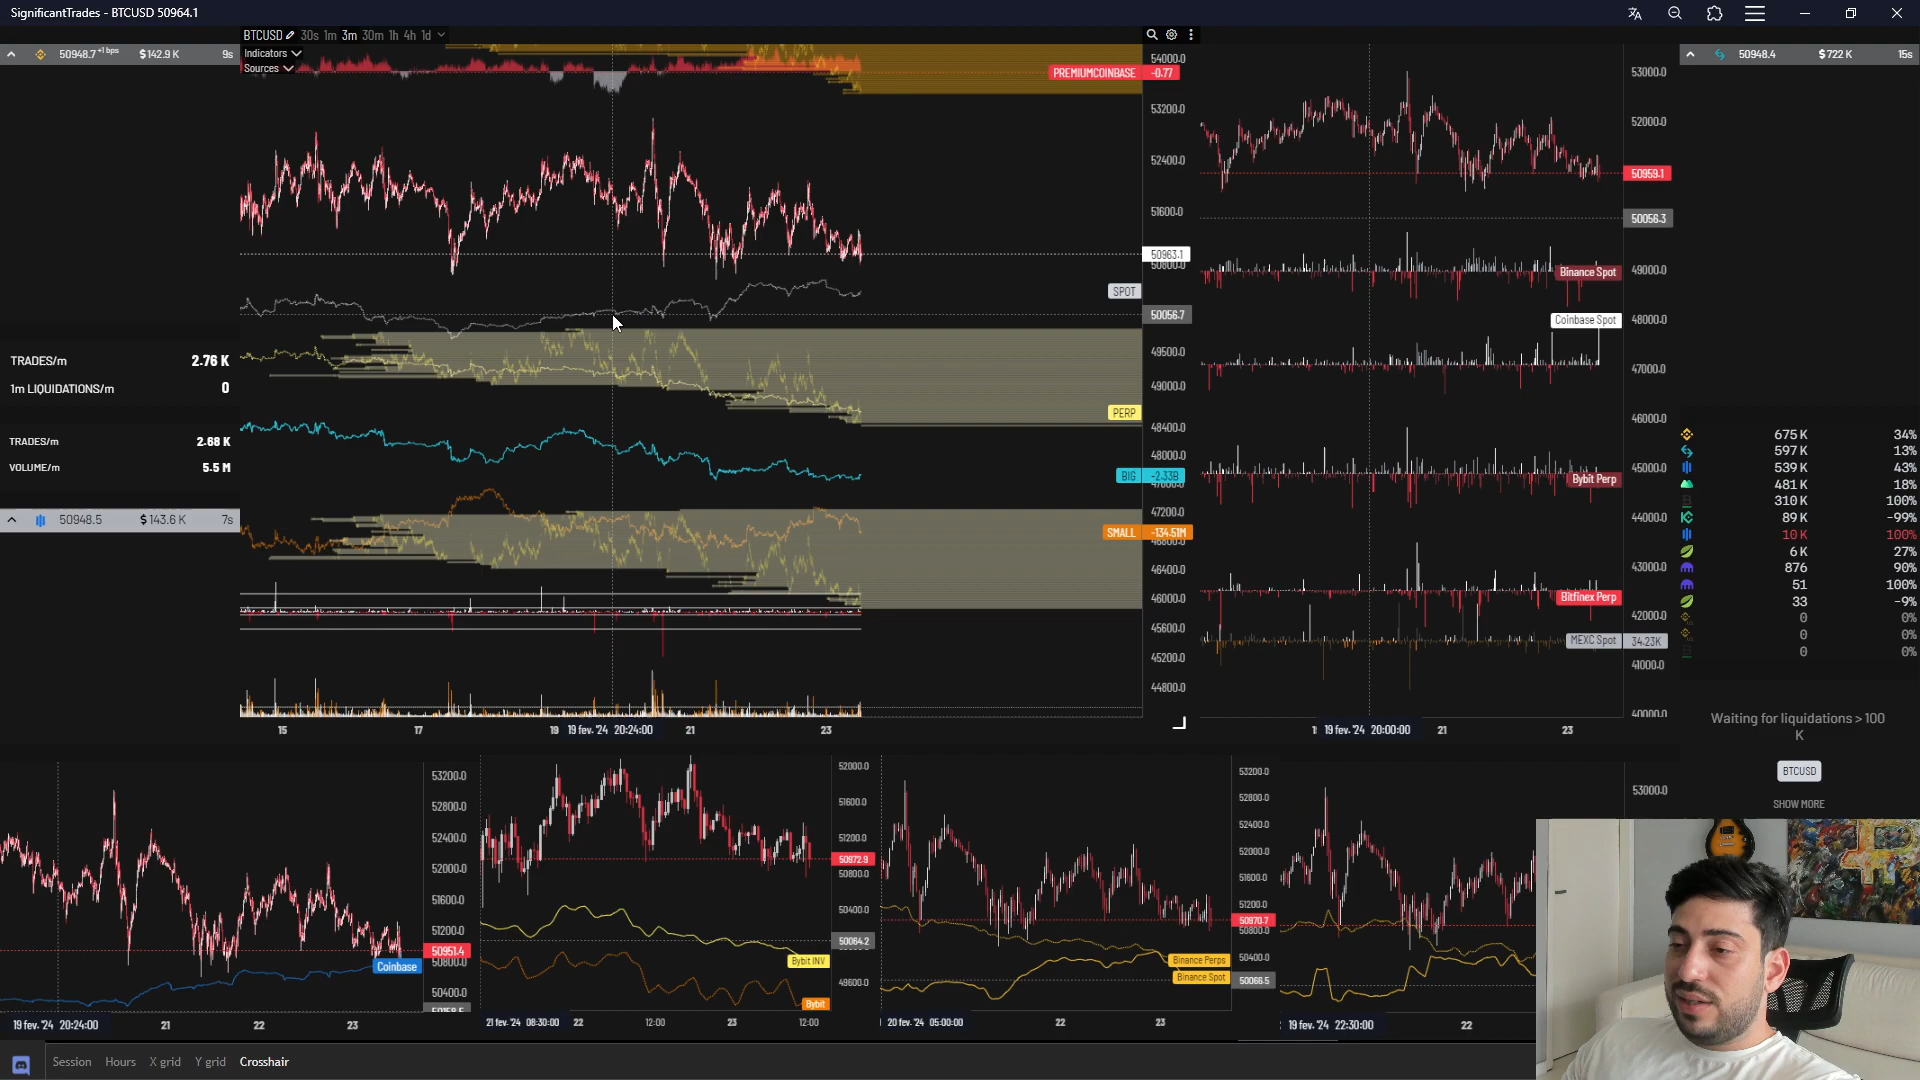 SignificantTrades - BTCUSD 50964.1
50948.7 +1bps $142.9 K 9s
BTCUSD 30s 1m 3m 30m 1h 4h 1d
Indicators
Sources
50948.4 $722 K 15s
54000.0
PREMIUMCOINBASE -0.77
53200.0
52400.0
51600.0
50963.1
SPOT
50056.7
49500.0
49000.0
PERP
48400.0
48000.0
BIG -2.33B
47200.0
SMALL -134.51M
46400.0
46000.0
45600.0
45200.0
44800.0
15 17 19 19 fev. '24 20:24:00 21 23
53000.0
52000.0
50959.1
50056.3
49000.0
Binance Spot
48000.0
Coinbase Spot
47000.0
46000.0
45000.0
Bybit Perp
44000.0
43000.0
Bitfinex Perp
42000.0
MEXC Spot 34.23K
41000.0
40000.0
19 fev. '24 20:00:00 21 23
TRADES/m 2.76 K
1m LIQUIDATIONS/m 0
TRADES/m 2.68 K
VOLUME/m 5.5 M
50948.5 $143.6 K 7s
675 K 34%
597 K 13%
539 K 43%
481 K 18%
310 K 100%
89 K -99%
10 K 100%
6 K 27%
876 90%
51 100%
33 -9%
0 0%
0 0%
0 0%
Waiting for liquidations > 100
K
BTCUSD
SHOW MORE
53200.0
52800.0
52400.0
52000.0
51600.0
51200.0
50951.4
50800.0
Coinbase
50400.0
19 fev. '24 20:24:00 21 22 23
52000.0
51600.0
51200.0
50972.9
50800.0
50400.0
50064.2
Bybit INV
49600.0
Bybit
21 fev. '24 08:30:00 22 12:00 23 12:00
53200.0
52800.0
52400.0
52000.0
51600.0
51200.0
50970.7
50800.0
50400.0
Binance Perps
Binance Spot
50066.5
20 fev. '24 05:00:00 22 23
53000.0
19 fev. '24 22:30:00 22
Session Hours X grid Y grid Crosshair